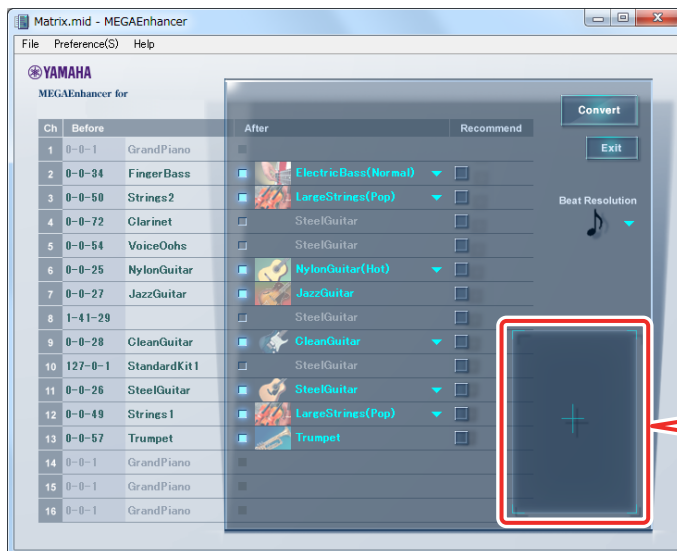 Matrix.mid - MEGAEnhancer
File Preference(S) Help
YAMAHA
MEGAEnhancer for
Convert
Exit
Beat Resolution
Ch Before After Recommend
1 0-0-1 GrandPiano
2 0-0-34 FingerBass ElectricBass(Normal)
3 0-0-50 Strings2 LargeStrings(Pop)
4 0-0-72 Clarinet SteelGuitar
5 0-0-54 VoiceOohs SteelGuitar
6 0-0-25 NylonGuitar NylonGuitar(Hot)
7 0-0-27 JazzGuitar JazzGuitar
8 1-41-29 SteelGuitar
9 0-0-28 CleanGuitar CleanGuitar
10 127-0-1 StandardKit1 SteelGuitar
11 0-0-26 SteelGuitar SteelGuitar
12 0-0-49 Strings1 LargeStrings(Pop)
13 0-0-57 Trumpet Trumpet
14 0-0-1 GrandPiano
15 0-0-1 GrandPiano
16 0-0-1 GrandPiano